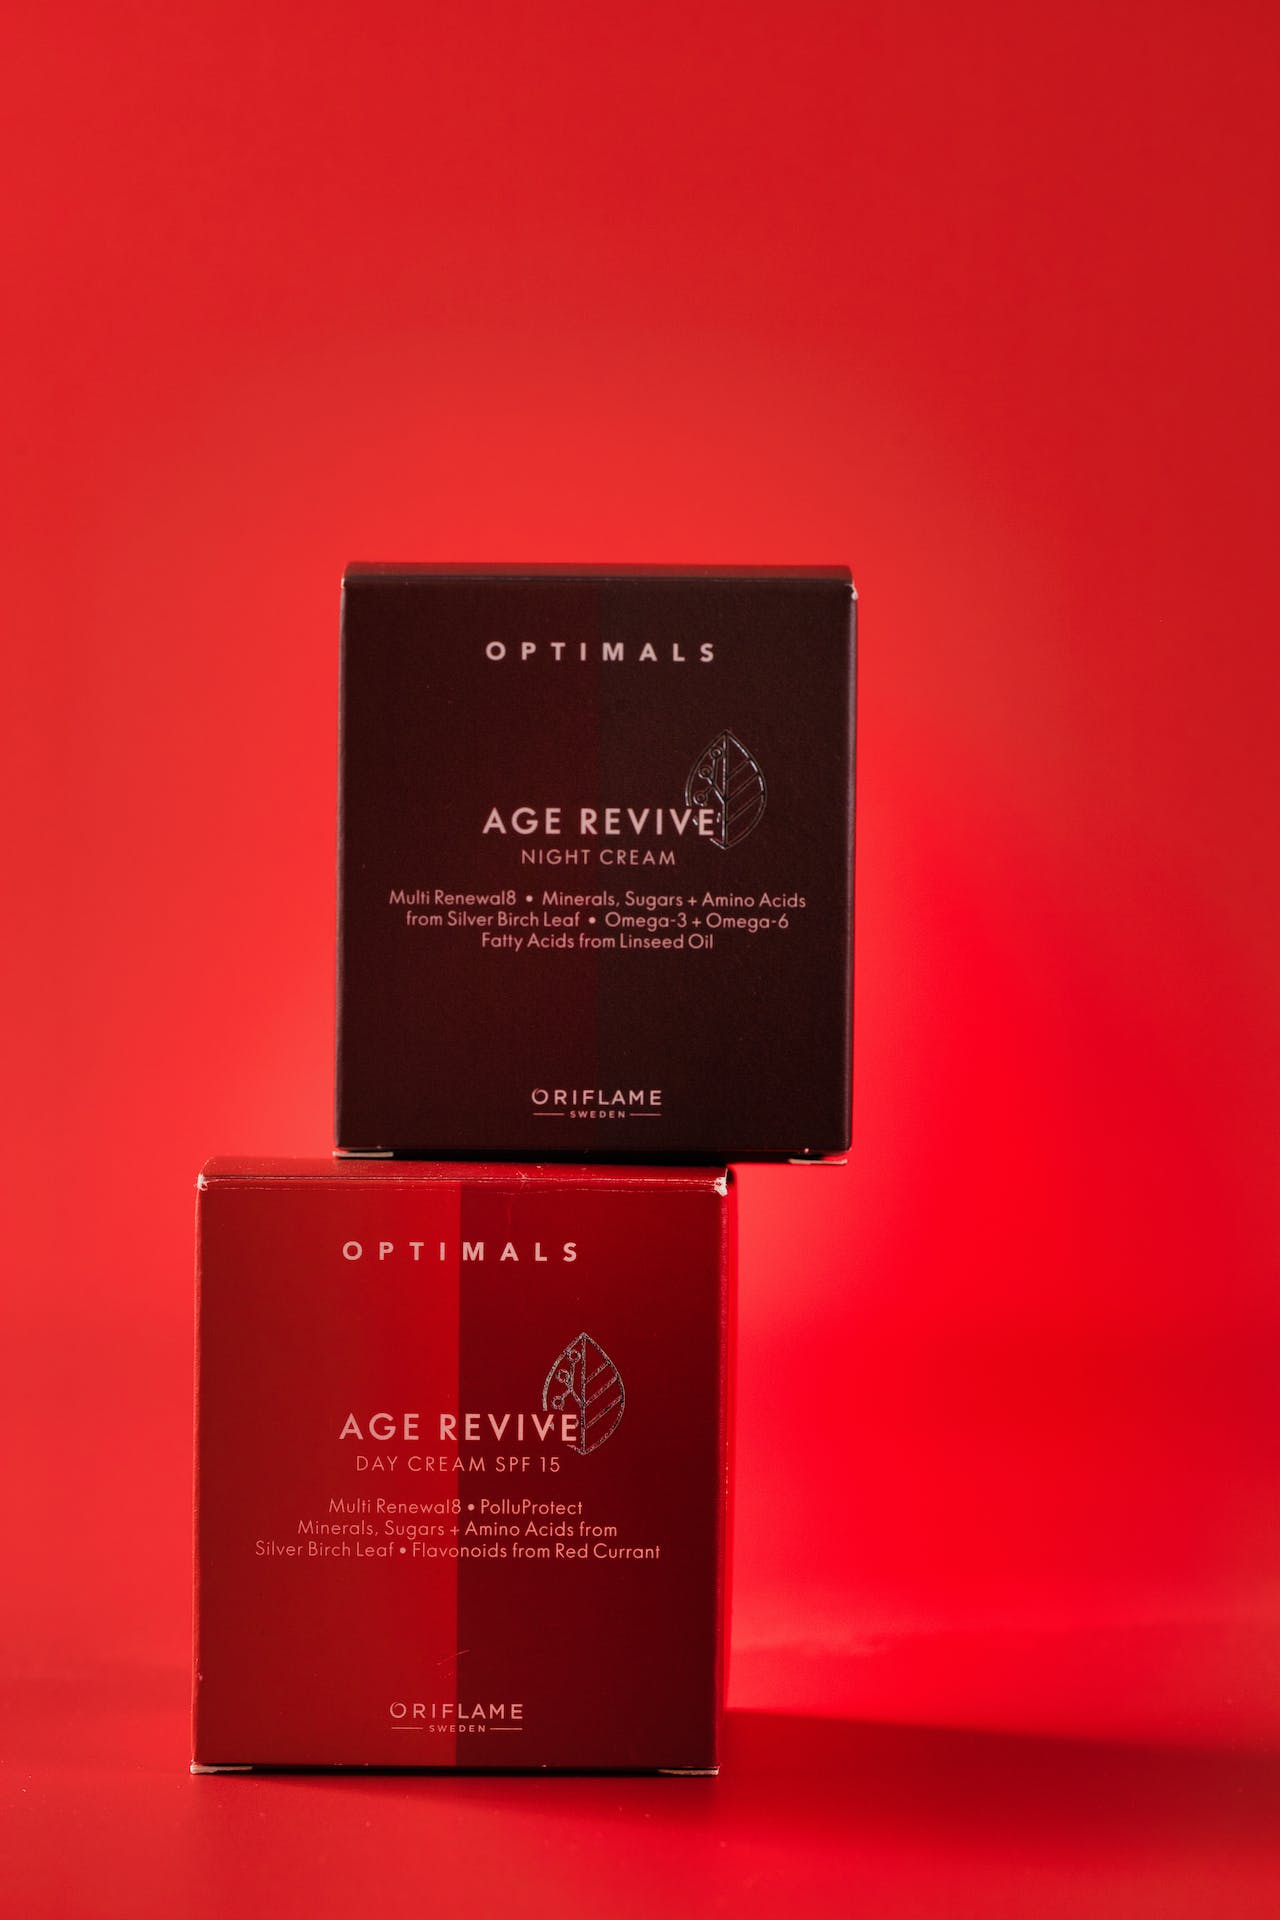 OPTIMALS
AGE REVIVE
NIGHT CREAM
Multi Renewal8 • Minerals, Sugars + Amino Acids
from Silver Birch Leaf • Omega-3 + Omega-6
Fatty Acids from Linseed Oil
ORIFLAME
SWEDEN
OPTIMALS
AGE REVIVE
DAY CREAM SPF 15
Multi Renewal8 • PolluProtect
Minerals, Sugars + Amino Acids from
Silver Birch Leaf • Flavonoids from Red Currant
ORIFLAME
SWEDEN